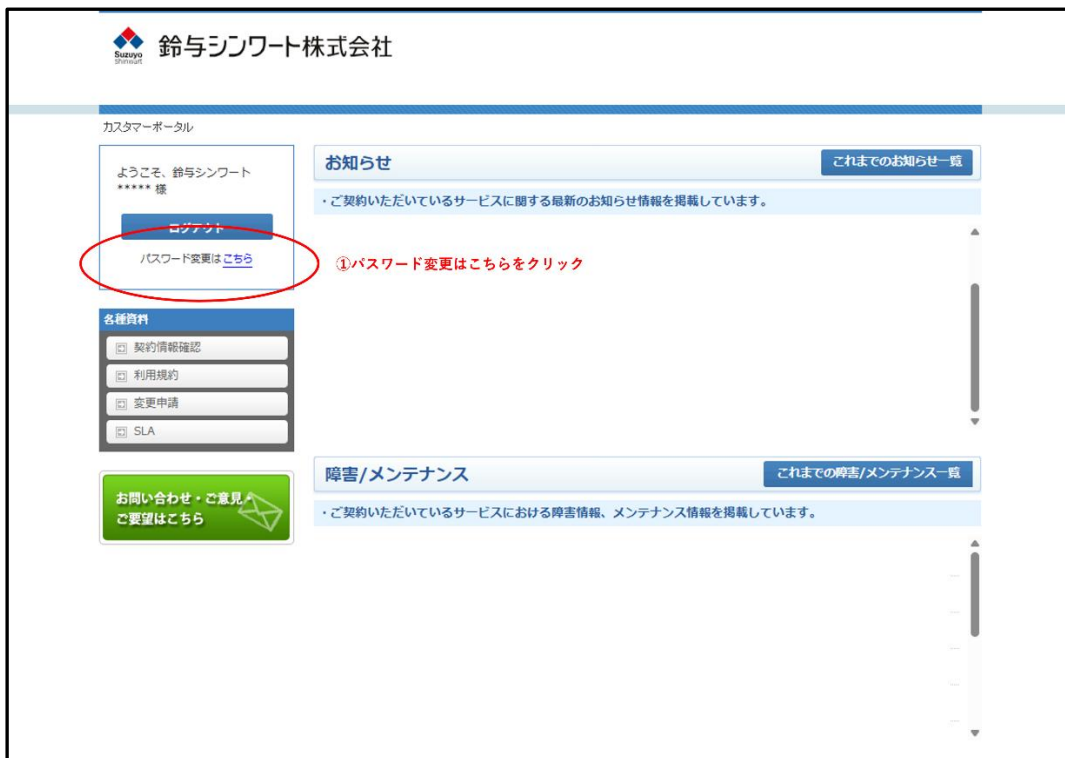 Suzuyo
Shinwart
鈴与シンワート株式会社
カスタマーポータル
ようこそ、鈴与シンワート
***** 様
ログアウト
パスワード変更はこちら
①パスワード変更はこちらをクリック
各種資料
契約情報確認
利用規約
変更申請
SLA
お問い合わせ・ご意見・
ご要望はこちら
お知らせ
これまでのお知らせ一覧
・ご契約いただいているサービスに関する最新のお知らせ情報を掲載しています。
障害/メンテナンス
これまでの障害/メンテナンス一覧
・ご契約いただいているサービスにおける障害情報、メンテナンス情報を掲載しています。